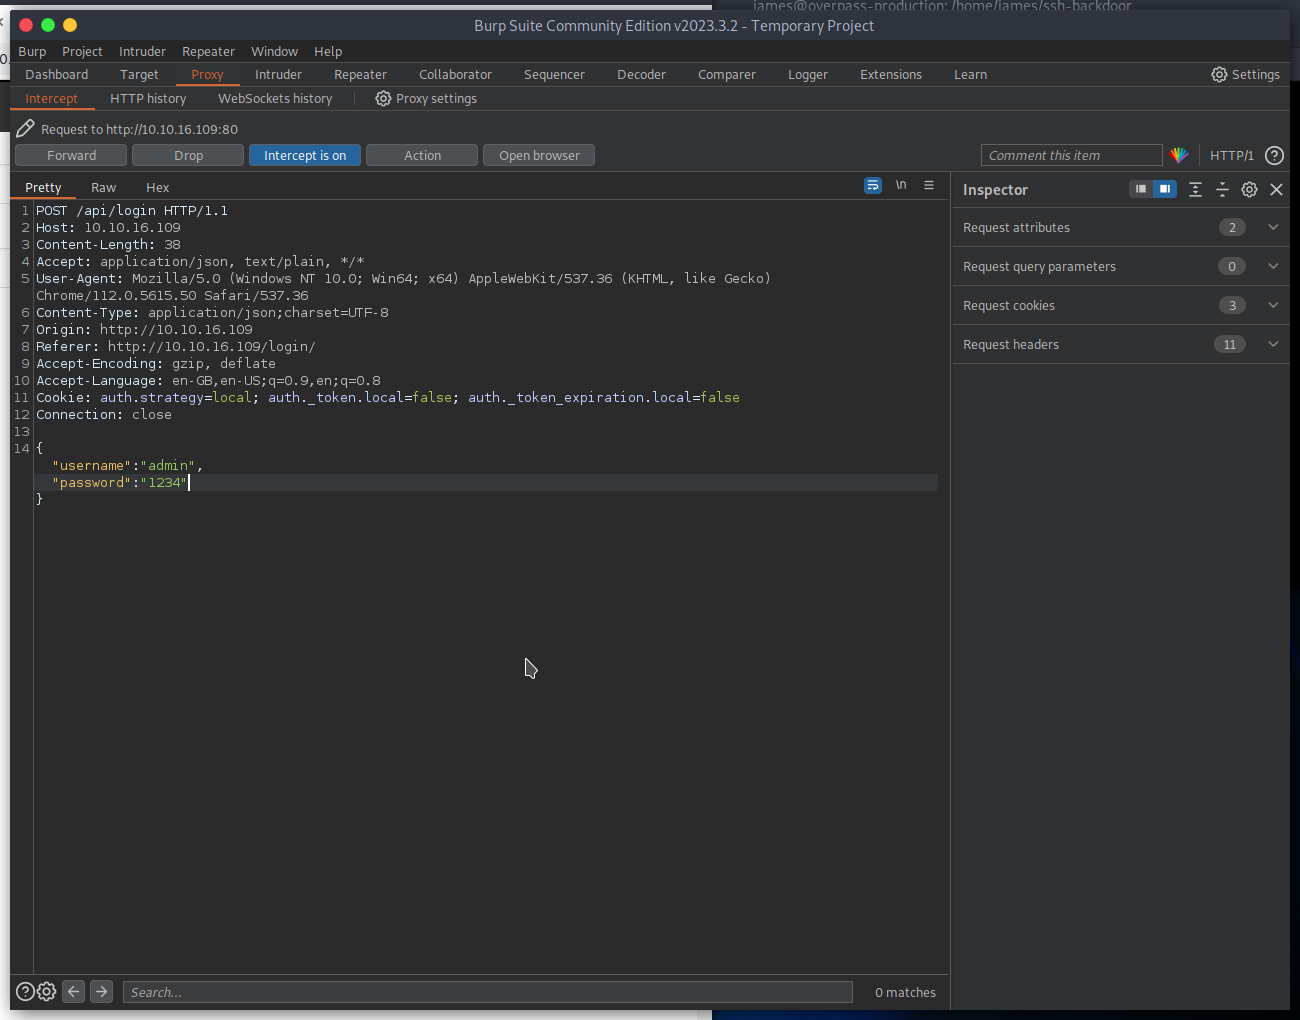 james@overpass-production: /home/james/ssh-backdoor
Burp Suite Community Edition v2023.3.2 - Temporary Project
Burp Project Intruder Repeater Window Help
Dashboard Target Proxy Intruder Repeater Collaborator Sequencer Decoder Comparer Logger Extensions Learn Settings
Intercept HTTP history WebSockets history Proxy settings
Request to http://10.10.16.109:80
Forward Drop Intercept is on Action Open browser Comment this item HTTP/1 ?
Pretty Raw Hex \n
Inspector
Request attributes 2
Request query parameters 0
Request cookies 3
Request headers 11
1 POST /api/login HTTP/1.1
2 Host: 10.10.16.109
3 Content-Length: 38
4 Accept: application/json, text/plain, */*
5 User-Agent: Mozilla/5.0 (Windows NT 10.0; Win64; x64) AppleWebKit/537.36 (KHTML, like Gecko)
Chrome/112.0.5615.50 Safari/537.36
6 Content-Type: application/json;charset=UTF-8
7 Origin: http://10.10.16.109
8 Referer: http://10.10.16.109/login/
9 Accept-Encoding: gzip, deflate
10 Accept-Language: en-GB,en-US;q=0.9,en;q=0.8
11 Cookie: auth.strategy=local; auth._token.local=false; auth._token_expiration.local=false
12 Connection: close
13
14 {
"username":"admin",
"password":"1234"
}
? Search... 0 matches